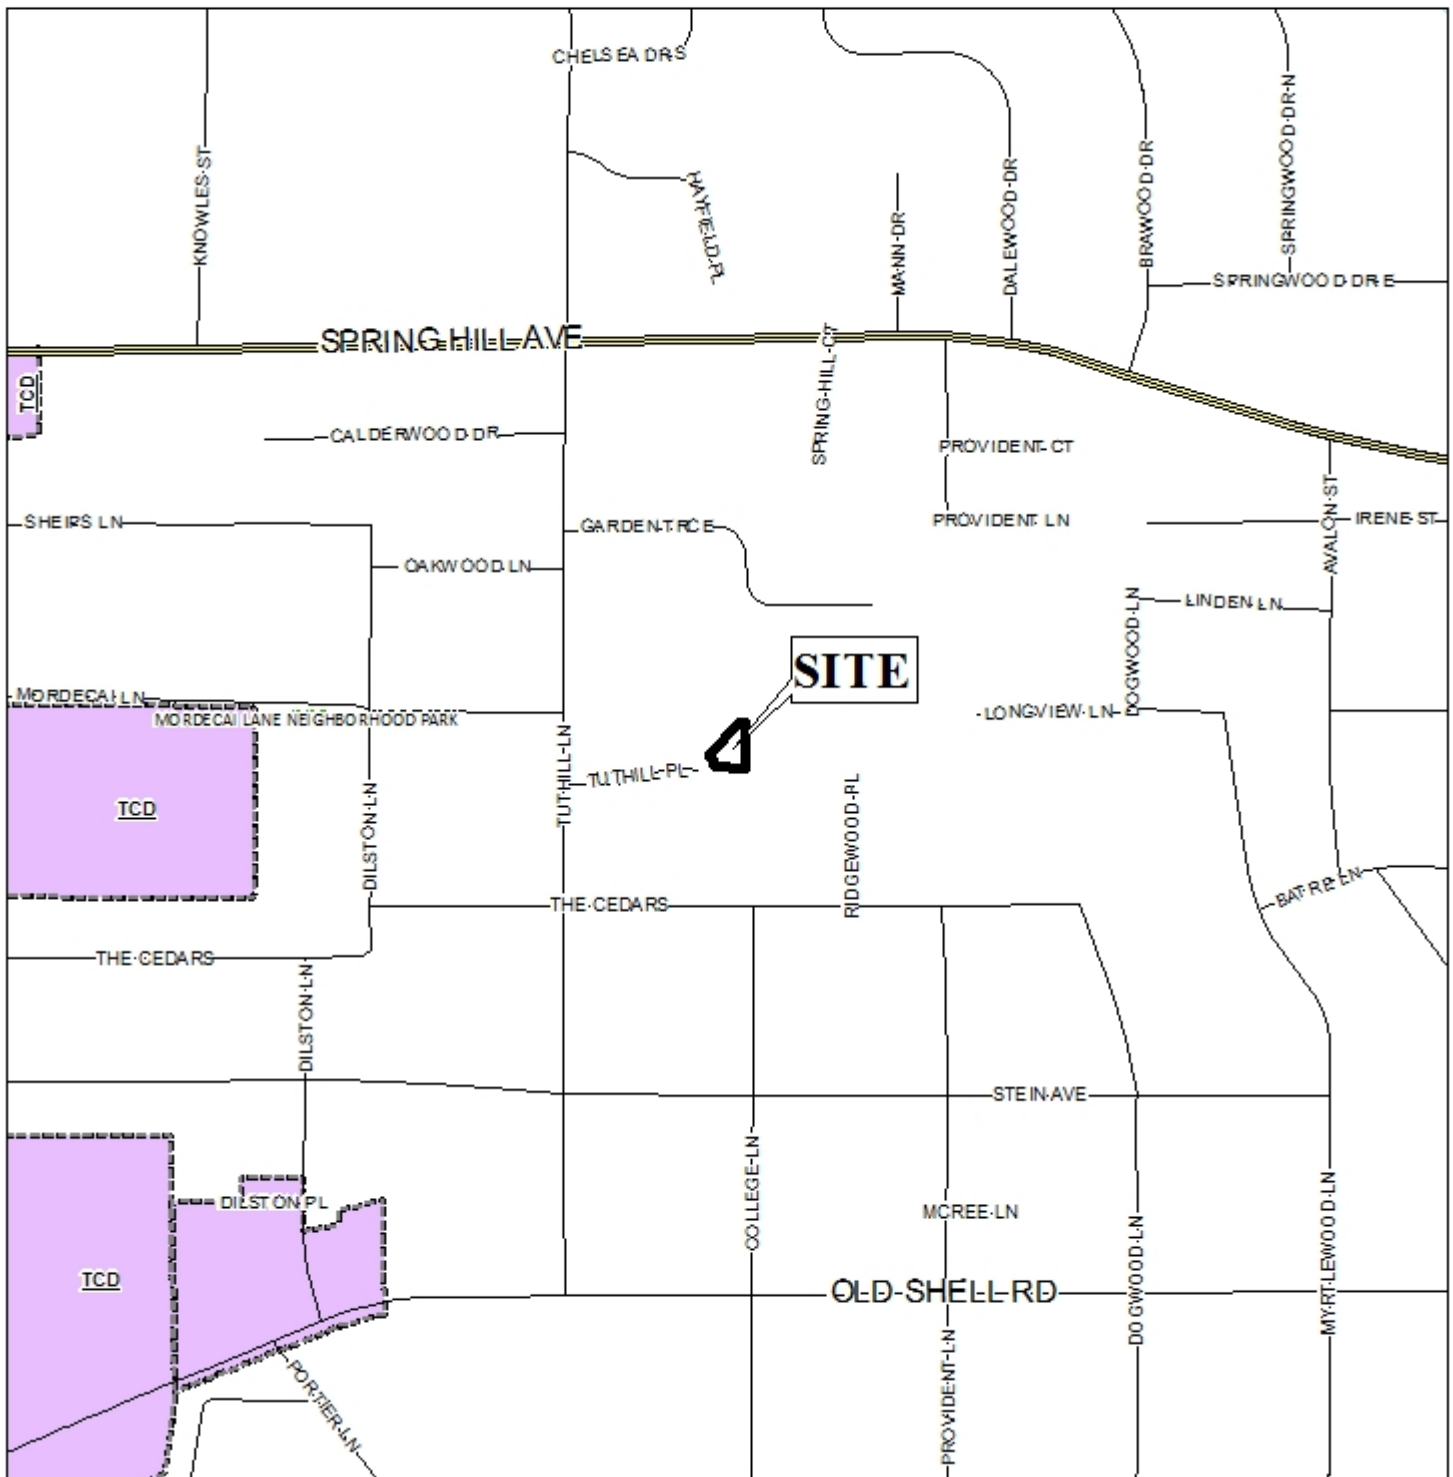 CHELSEA DR S
KNOWLES ST
HAYFIELD PL
MANN DR
DALEWOOD DR
BRAWOOD DR
SPRINGWOOD DR N
SPRINGWOOD DR E
SPRING HILL AVE
SPRING HILL CT
TCD
CALDERWOOD DR
PROVIDENT CT
SHEIPS LN
GARDEN TRCE
PROVIDENT LN
AVALON ST
IRENE ST
OAKWOOD LN
DOGWOOD LN
LINDEN LN
SITE
MORDECAI LN
MORDECAI LANE NEIGHBORHOOD PARK
LONGVIEW LN
TUTHILL LN
TUTHILL PL
TCD
DILSTON LN
RIDGEWOOD PL
BATRE LN
THE CEDARS
THE CEDARS
DILSTON LN
STEIN AVE
COLLEGE LN
DILSTON PL
MCREE LN
DOGWOOD LN
MYRTLEWOOD LN
TCD
OLD SHELL RD
PORTIER LN
PROVIDENT LN